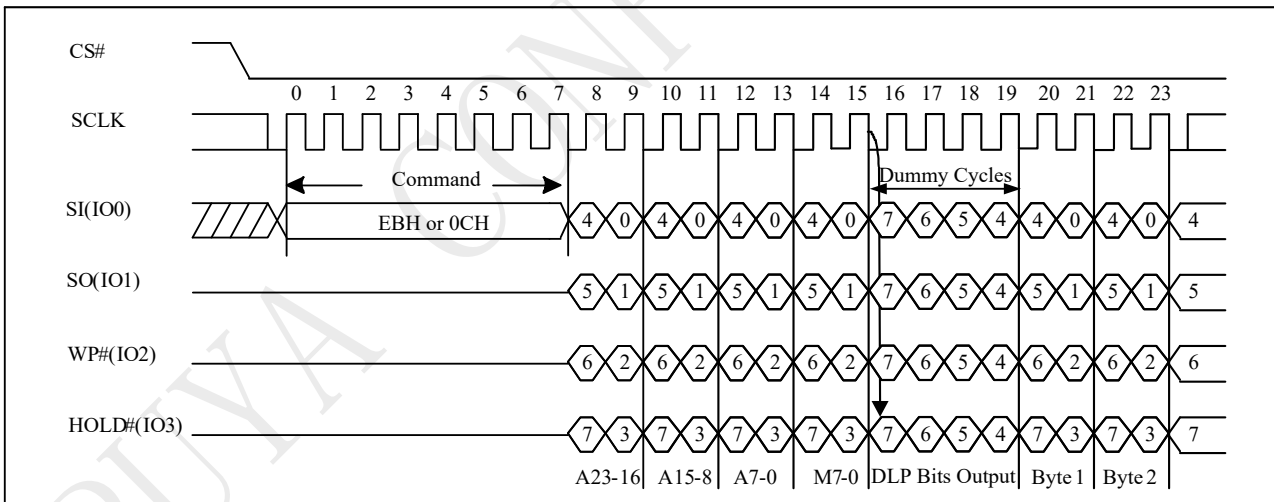 CS#
0 1 2 3 4 5 6 7 8 9 10 11 12 13 14 15 16 17 18 19 20 21 22 23
SCLK
Command
Dummy Cycles
SI(IO0)
EBH or 0CH
4 0 4 0 4 0 4 0 7 6 5 4 4 0 4 0 4
SO(IO1)
5 1 5 1 5 1 5 1 7 6 5 4 5 1 5 1 5
WP#(IO2)
6 2 6 2 6 2 6 2 7 6 5 4 6 2 6 2 6
HOLD#(IO3)
7 3 7 3 7 3 7 3 7 6 5 4 7 3 7 3 7
A23-16 A15-8 A7-0 M7-0 DLP Bits Output Byte 1 Byte 2
PUYA CONF